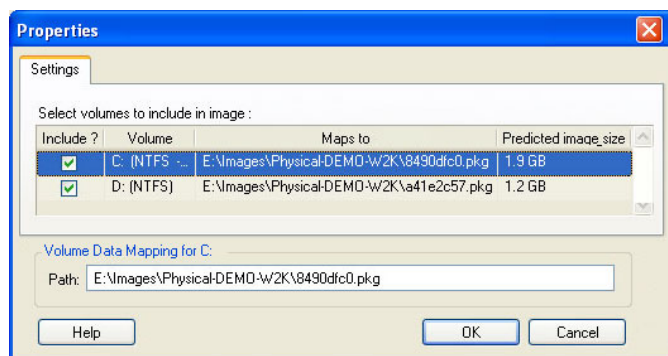 Properties
Settings
Select volumes to include in image :
Include ? Volume Maps to Predicted image_size
C: (NTFS -... E:\Images\Physical-DEMO-W2K\8490dfc0.pkg 1.9 GB
D: (NTFS) E:\Images\Physical-DEMO-W2K\a41e2c57.pkg 1.2 GB
Volume Data Mapping for C:
Path: E:\Images\Physical-DEMO-W2K\8490dfc0.pkg
Help OK Cancel